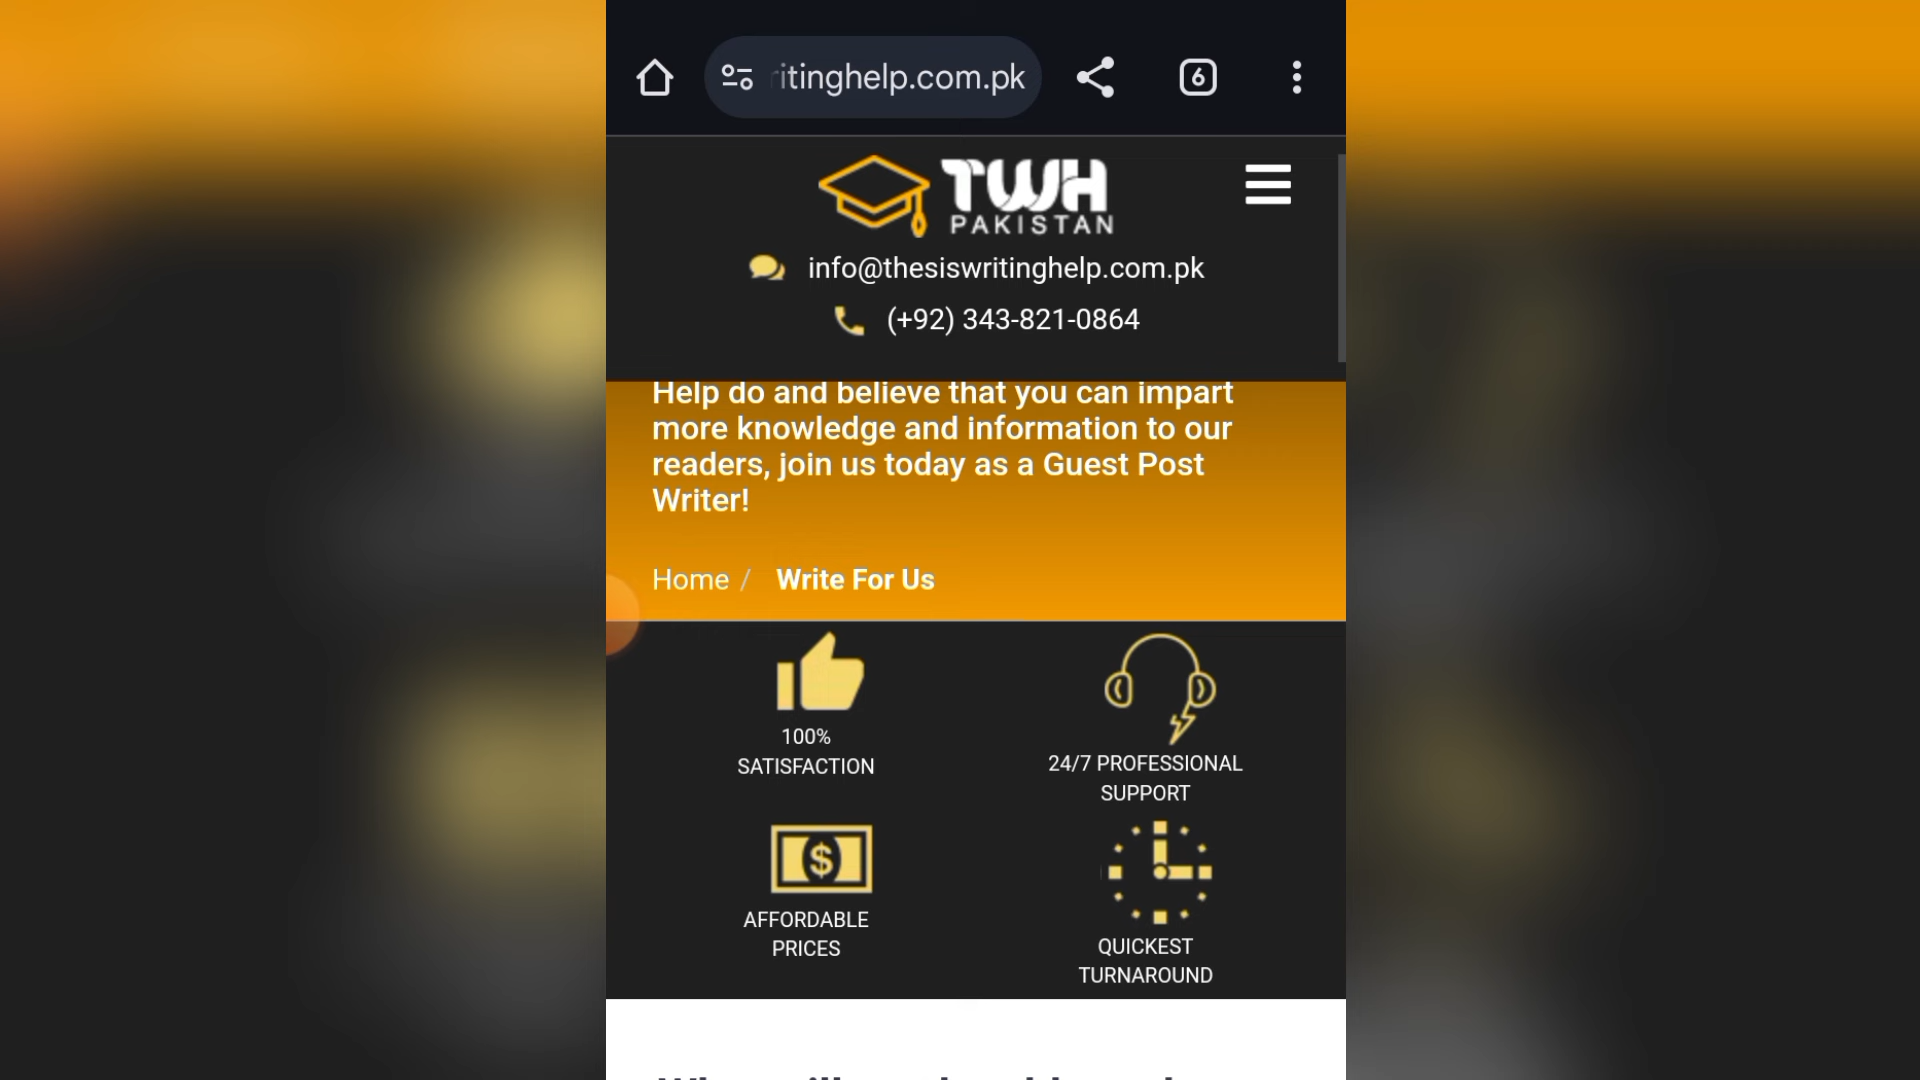 itinghelp.com.pk
6
TWH
PAKISTAN
info@thesiswritinghelp.com.pk
(+92) 343-821-0864
Help do and believe that you can impart
more knowledge and information to our
readers, join us today as a Guest Post
Writer!
Home / Write For Us
100%
SATISFACTION
24/7 PROFESSIONAL
SUPPORT
$
AFFORDABLE
PRICES
QUICKEST
TURNAROUND